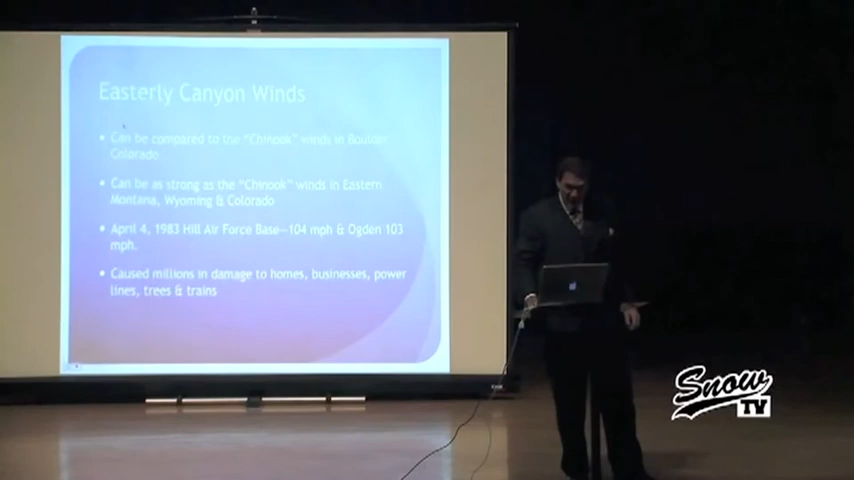 Easterly Canyon Winds
• Can be compared to the "Chinook" winds in Boulder
Colorado
• Can be as strong as the "Chinook" winds in Eastern
Montana, Wyoming & Colorado
• April 4, 1983 Hill Air Force Base—104 mph & Ogden 103
mph.
• Caused millions in damage to homes, businesses, power
lines, trees & trains
Snow
TV